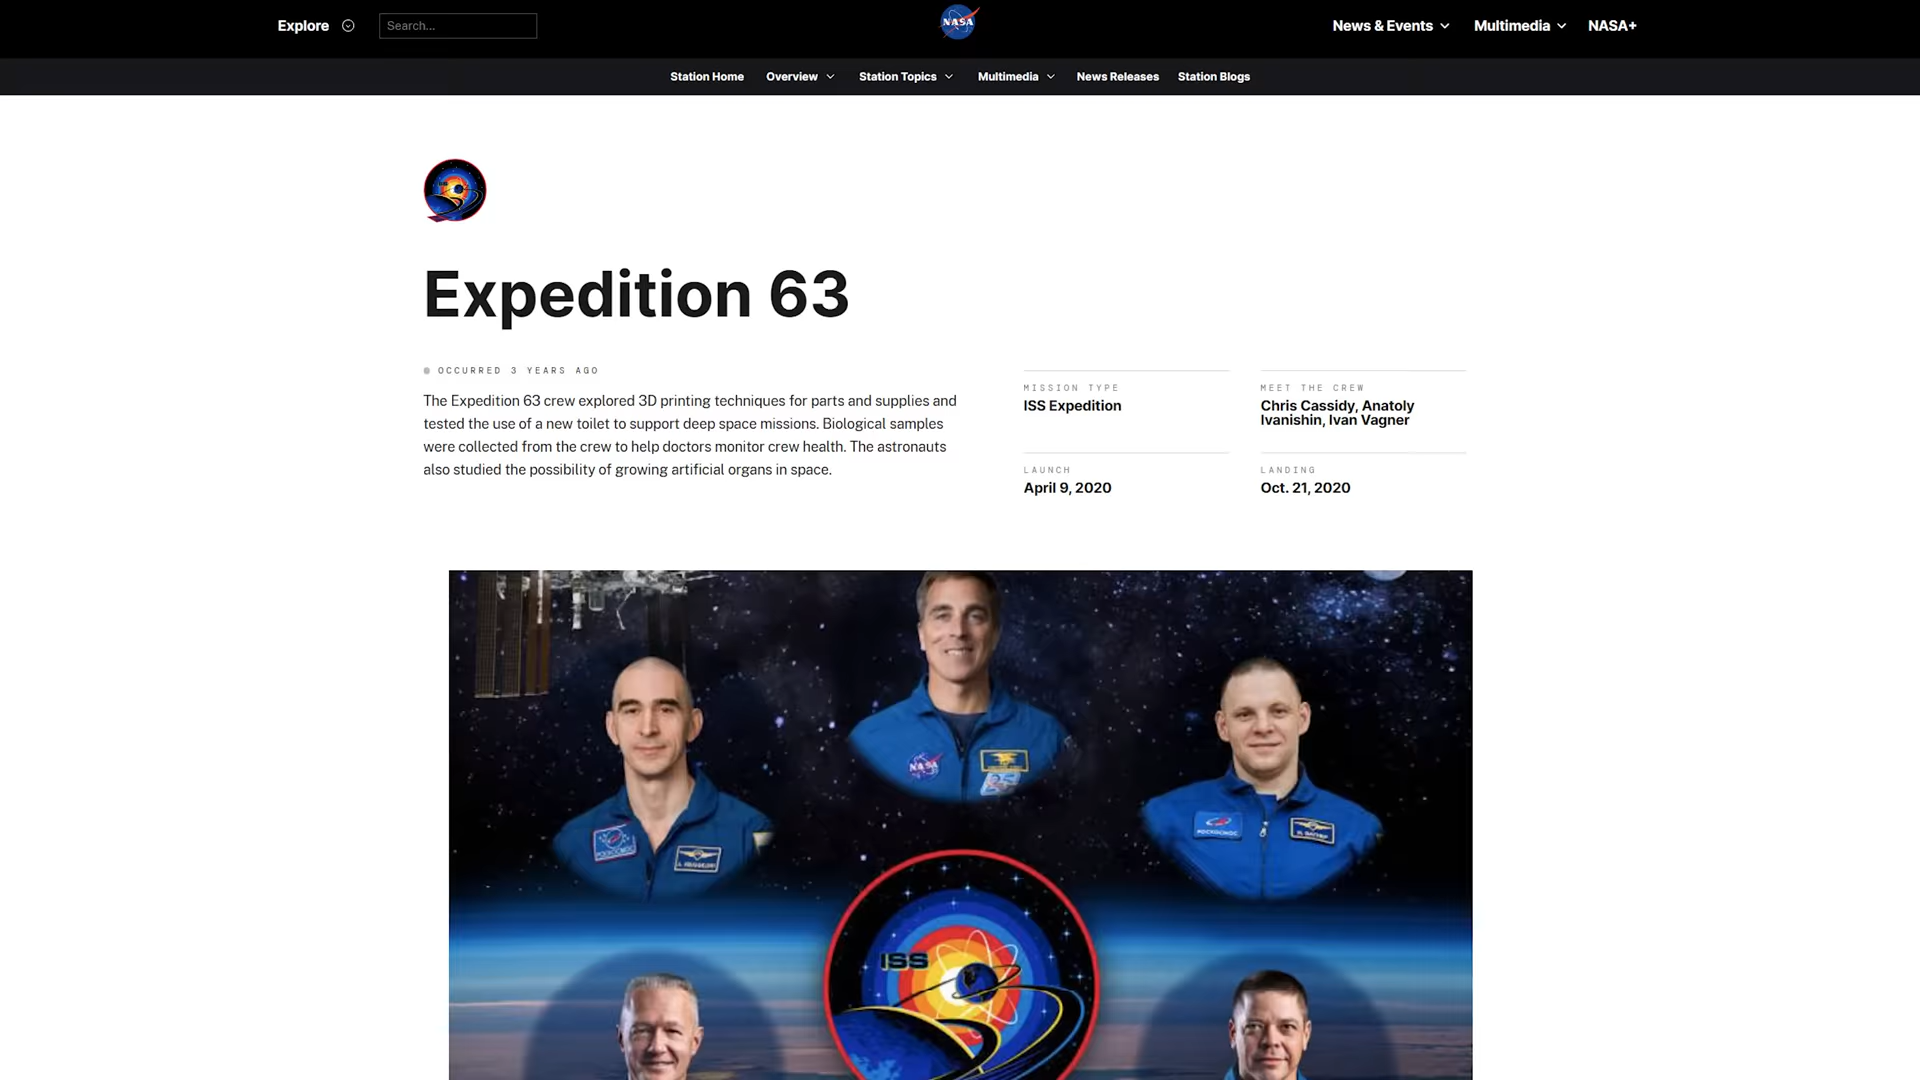 Explore
Search...
NASA
News & Events
Multimedia
NASA+
Station Home
Overview
Station Topics
Multimedia
News Releases
Station Blogs
Expedition 63
OCCURRED 3 YEARS AGO
The Expedition 63 crew explored 3D printing techniques for parts and supplies and
tested the use of a new toilet to support deep space missions. Biological samples
were collected from the crew to help doctors monitor crew health. The astronauts
also studied the possibility of growing artificial organs in space.
MISSION TYPE
ISS Expedition
MEET THE CREW
Chris Cassidy, Anatoly
Ivanishin, Ivan Vagner
LAUNCH
April 9, 2020
LANDING
Oct. 21, 2020
NASA
РОСКОСМОС
РОСКОСМОС
ISS